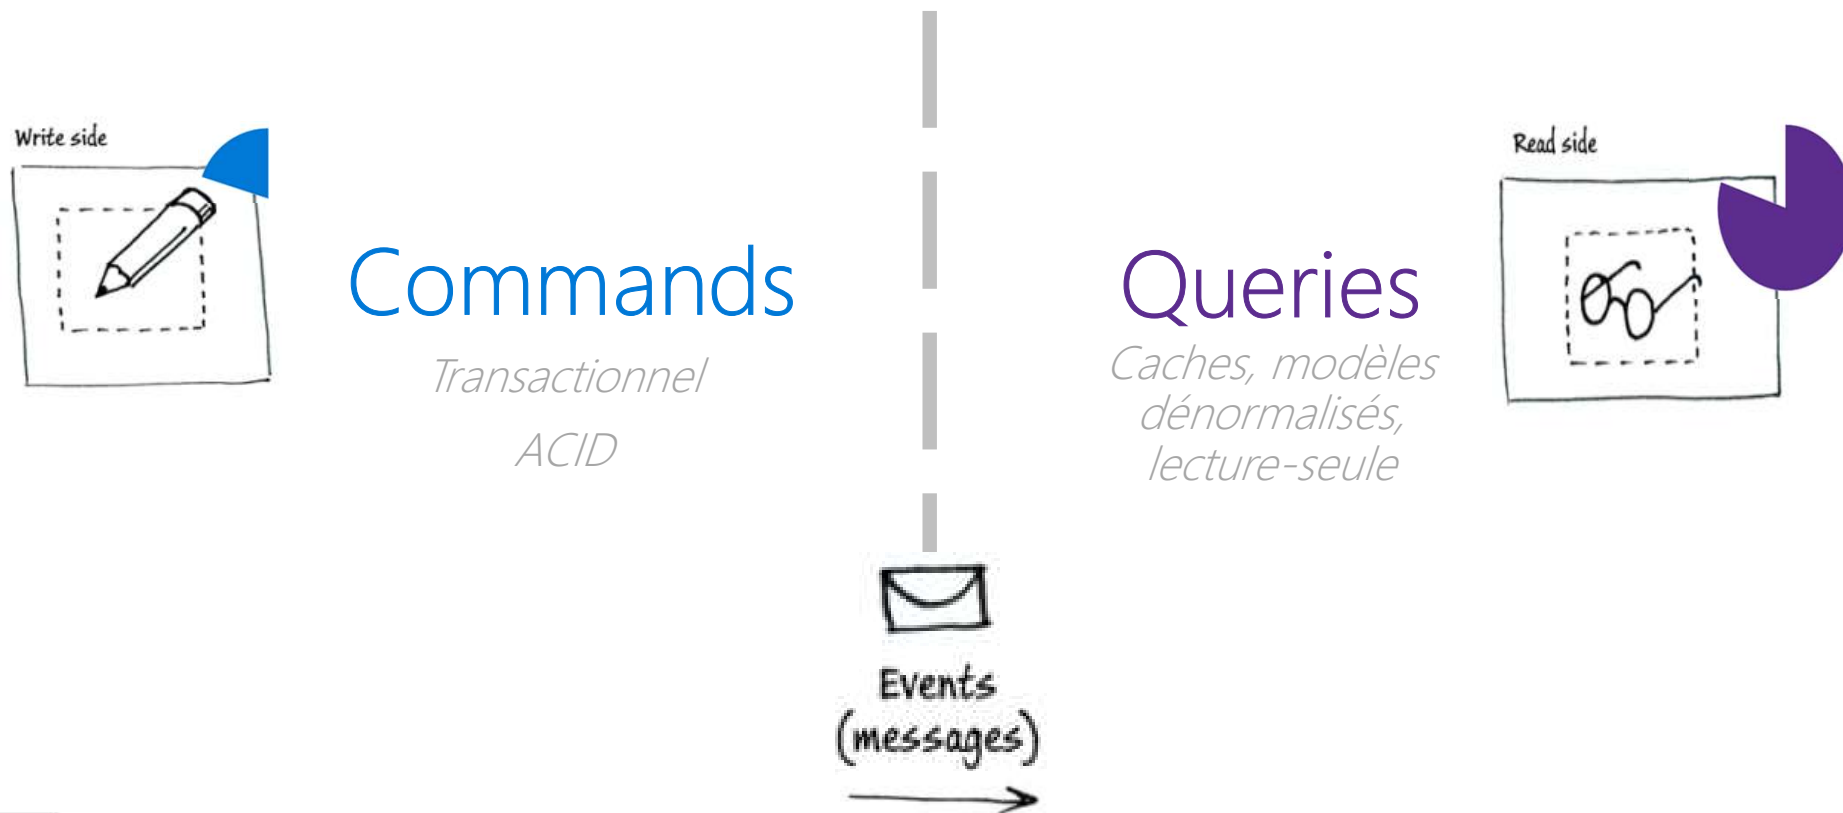 Write side
Commands
Transactionnel
ACID
Read side
Queries
Caches, modèles
dénormalisés,
lecture-seule
Events
(messages)